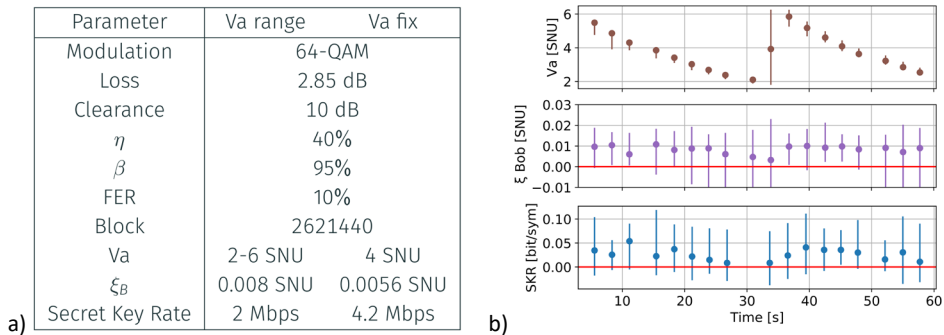 Parameter Va range Va fix
Modulation 64-QAM
Loss 2.85 dB
Clearance 10 dB
η 40%
β 95%
FER 10%
Block 2621440
Va 2-6 SNU 4 SNU
ξB 0.008 SNU 0.0056 SNU
Secret Key Rate 2 Mbps 4.2 Mbps
a)
Va [SNU]
6
4
2
ξ Bob [SNU]
0.03
0.02
0.01
0.00
−0.01
SKR [bit/sym]
0.10
0.05
0.00
10 20 30 40 50 60
Time [s]
b)